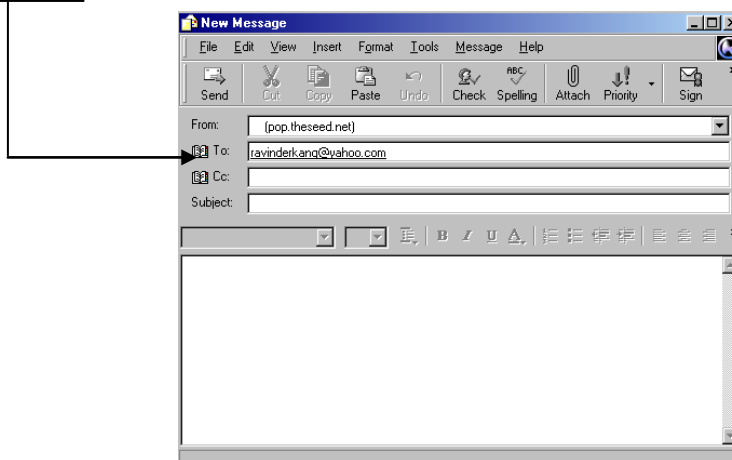 New Message
File Edit View Insert Format Tools Message Help
ABC
Send Cut Copy Paste Undo Check Spelling Attach Priority Sign
From: (pop.theseed.net)
To: ravinderkang@yahoo.com
Cc:
Subject:
B I U A